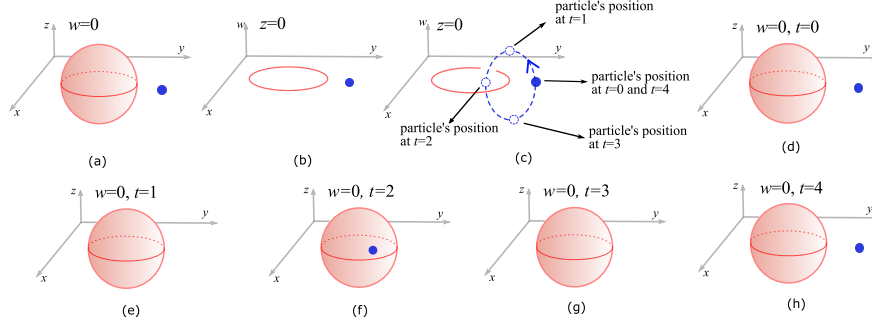 z
w=0
y
x
(a)
w
z=0
y
x
(b)
w
z=0
y
x
particle's position
at t=1
particle's position
at t=0 and t=4
particle's position
at t=2
particle's position
at t=3
(c)
z
w=0, t=0
y
x
(d)
z
w=0, t=1
y
x
(e)
z
w=0, t=2
y
x
(f)
z
w=0, t=3
y
x
(g)
z
w=0, t=4
y
x
(h)